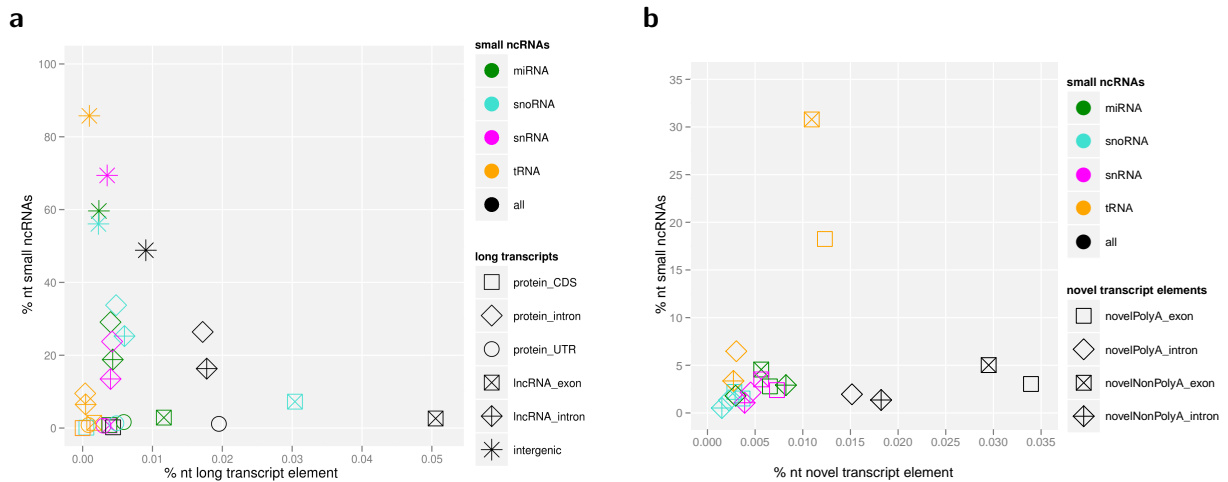 a
small ncRNAs
miRNA
snoRNA
snRNA
tRNA
all
long transcripts
protein_CDS
protein_intron
protein_UTR
lncRNA_exon
lncRNA_intron
intergenic
% nt small ncRNAs
100
80
60
40
20
0
0.00 0.01 0.02 0.03 0.04 0.05
% nt long transcript element
b
small ncRNAs
miRNA
snoRNA
snRNA
tRNA
all
novel transcript elements
novelPolyA_exon
novelPolyA_intron
novelNonPolyA_exon
novelNonPolyA_intron
% nt small ncRNAs
35
30
25
20
15
10
5
0
0.000 0.005 0.010 0.015 0.020 0.025 0.030 0.035
% nt novel transcript element